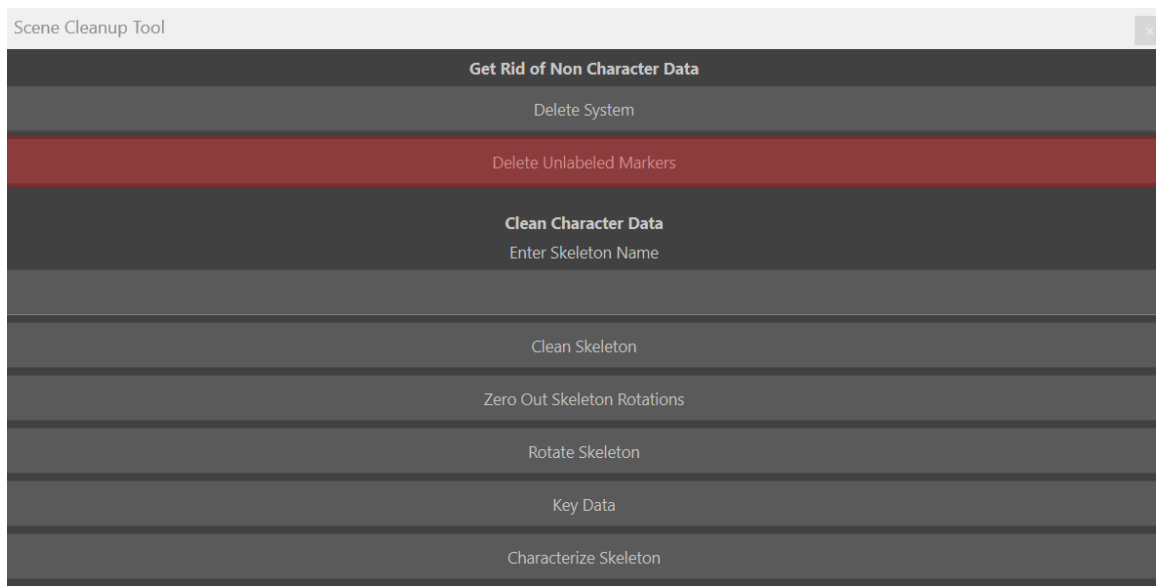 Scene Cleanup Tool
Get Rid of Non Character Data
Delete System
Delete Unlabeled Markers
Clean Character Data
Enter Skeleton Name
Clean Skeleton
Zero Out Skeleton Rotations
Rotate Skeleton
Key Data
Characterize Skeleton